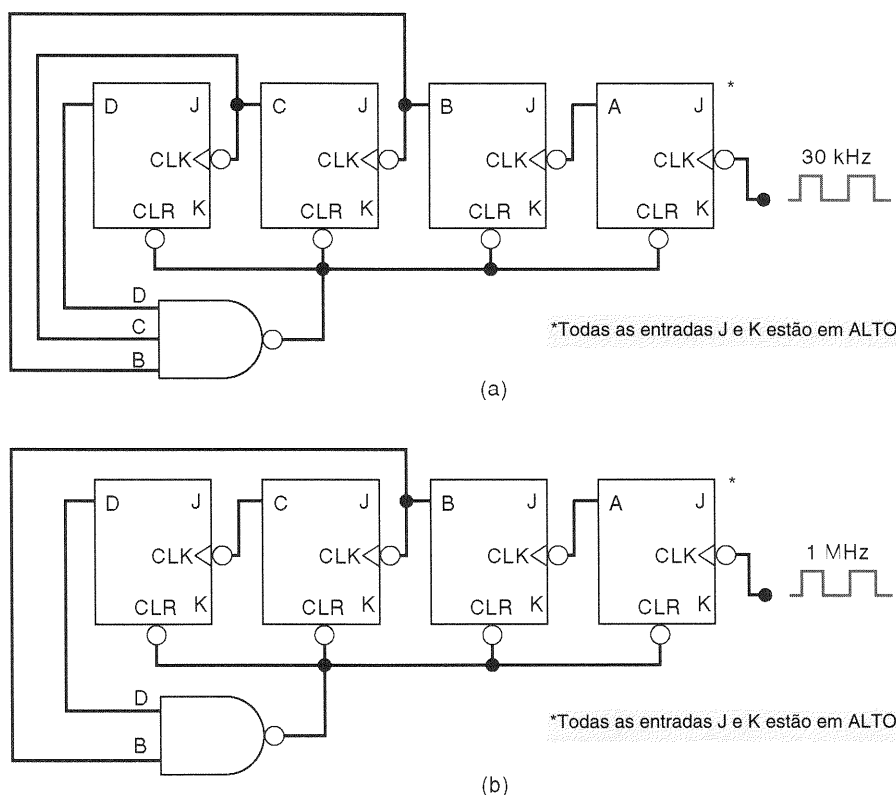 D J C J B J A J *
CLK CLK CLK CLK 30 kHz
CLR K CLR K CLR K CLR K
D
C
B
*Todas as entradas J e K estão em ALTO
(a)
D J C J B J A J *
CLK CLK CLK CLK 1 MHz
CLR K CLR K CLR K CLR K
D
B
*Todas as entradas J e K estão em ALTO
(b)